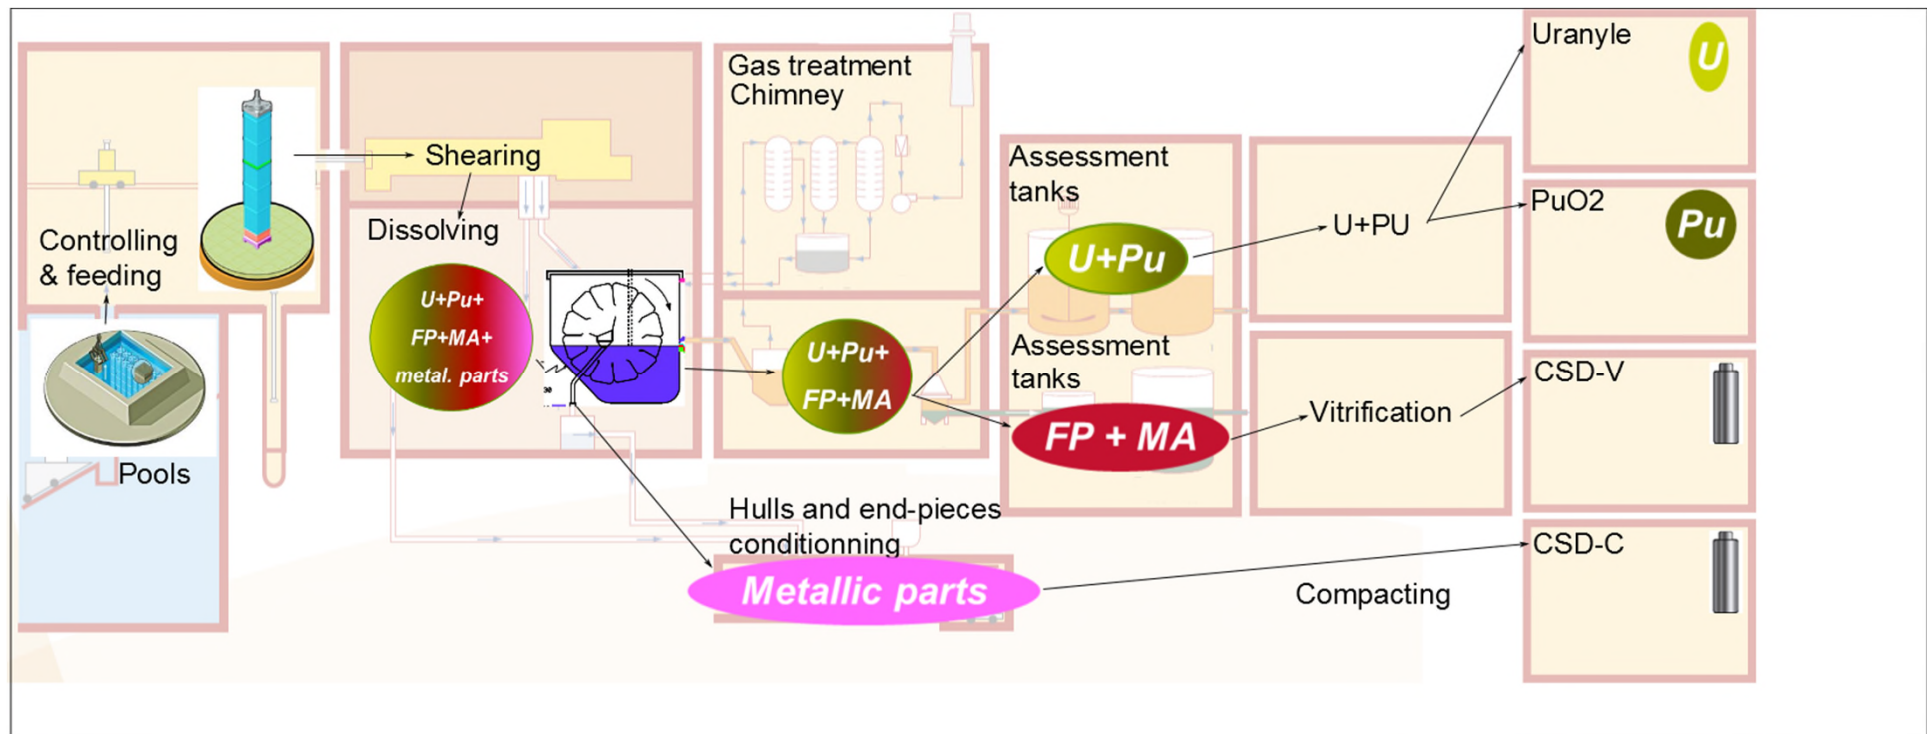 Controlling
& feeding
Pools
Shearing
Dissolving
U+Pu+
FP+MA+
metal. parts
Gas treatment
Chimney
U+Pu+
FP+MA
Hulls and end-pieces
conditionning
Metallic parts
Assessment
tanks
U+Pu
Assessment
tanks
FP + MA
U+PU
Vitrification
Compacting
Uranyle
U
PuO2
Pu
CSD-V
CSD-C